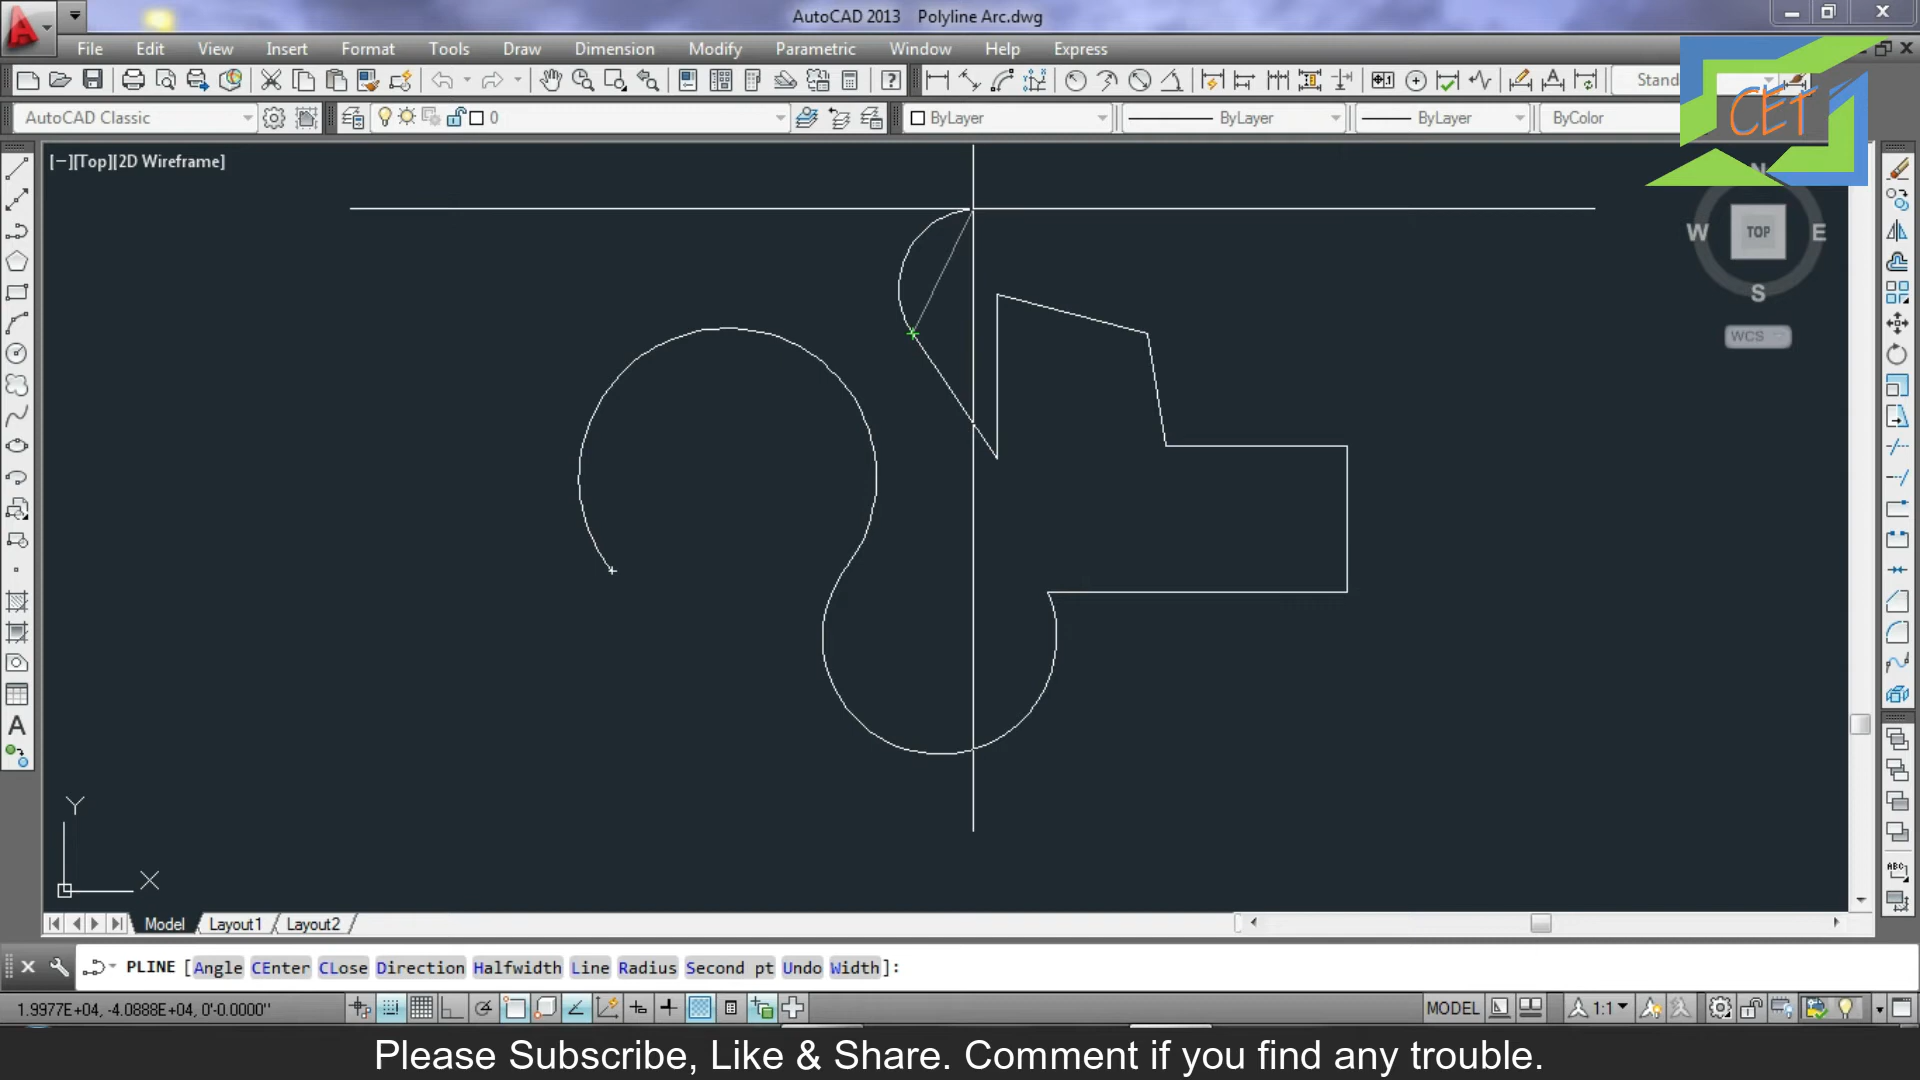 AutoCAD 2013 Polyline Arc.dwg
File Edit View Insert Format Tools Draw Dimension Modify Parametric Window Help Express
Stand
CET
AutoCAD Classic 0 ByLayer ByLayer ByLayer ByColor
[−][Top][2D Wireframe]
N
W TOP E
S
WCS
A
ABC
Y
X
Model Layout1 Layout2
PLINE [Angle CEnter CLose Direction Halfwidth Line Radius Second pt Undo Width]:
1.9977E+04, -4.0888E+04, 0'-0.0000" MODEL 1:1
Please Subscribe, Like & Share. Comment if you find any trouble.